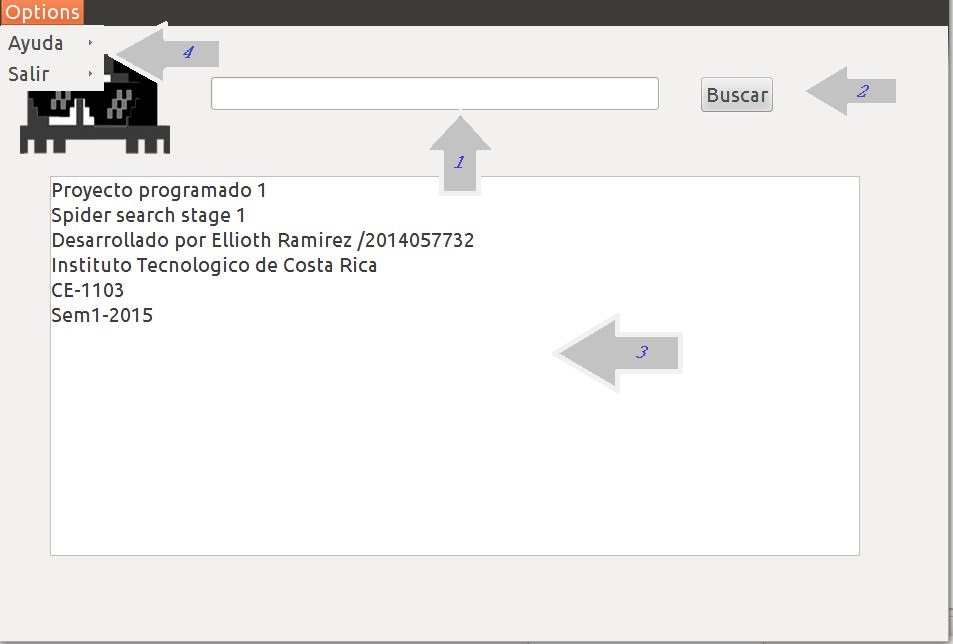 Options
Ayuda
Salir
4
Buscar
2
1
Proyecto programado 1
Spider search stage 1
Desarrollado por Ellioth Ramirez /2014057732
Instituto Tecnologico de Costa Rica
CE-1103
Sem1-2015
3